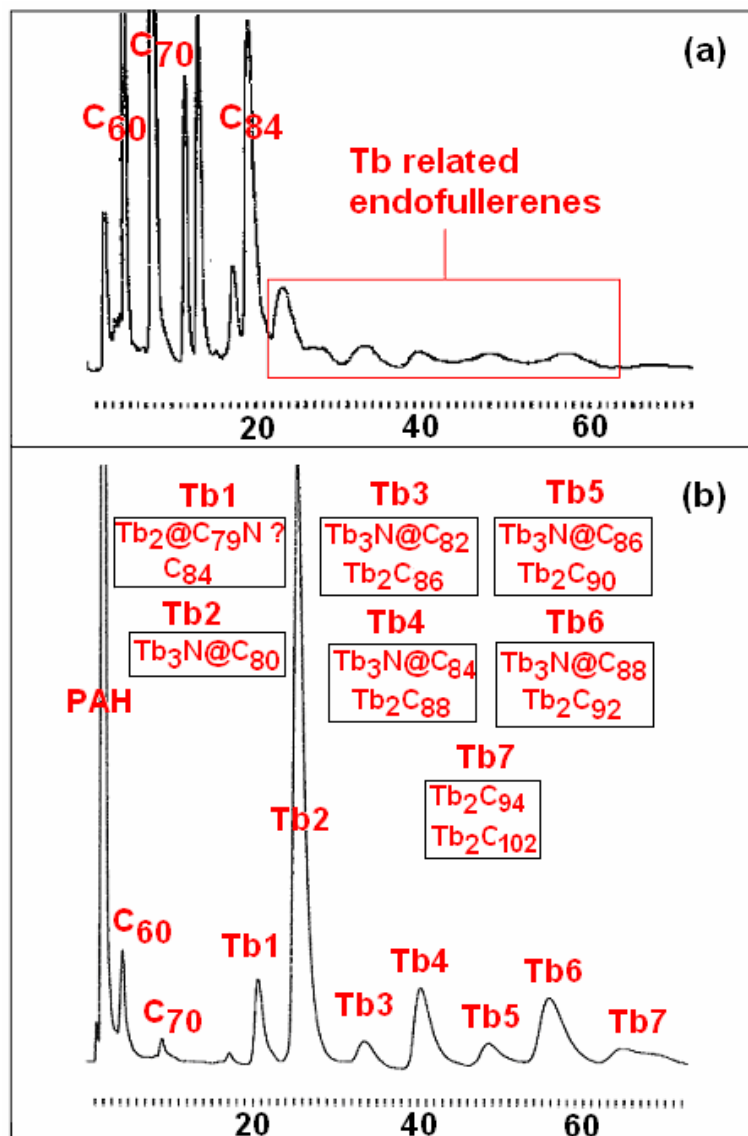 (a)
C60
C70
C84
Tb related
endofullerenes
20 40 60
(b)
Tb1
Tb2@C79N ?
C84
Tb2
Tb3N@C80
Tb3
Tb3N@C82
Tb2C86
Tb4
Tb3N@C84
Tb2C88
Tb5
Tb3N@C86
Tb2C90
Tb6
Tb3N@C88
Tb2C92
Tb7
Tb2C94
Tb2C102
PAH
C60
C70
Tb1
Tb2
Tb3
Tb4
Tb5
Tb6
Tb7
20 40 60